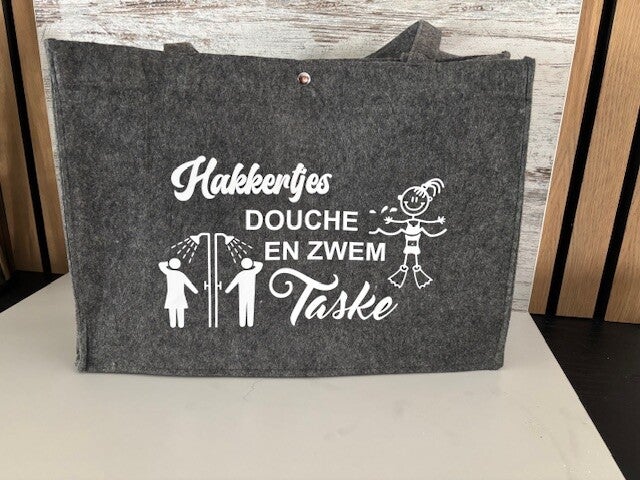 Hakkertjes
DOUCHE
EN ZWEM
Taske